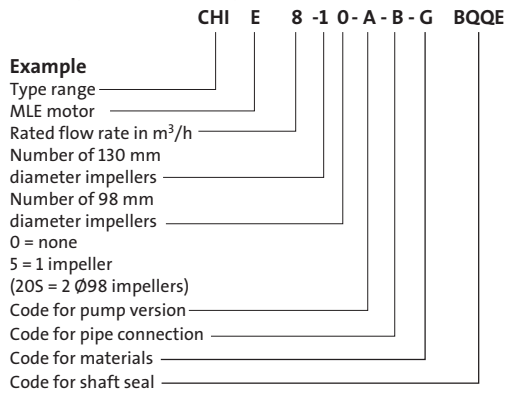 CHI E 8 -1 0 - A - B - G BQQE
Example
Type range
MLE motor
Rated flow rate in m³/h
Number of 130 mm
diameter impellers
Number of 98 mm
diameter impellers
0 = none
5 = 1 impeller
(20S = 2 Ø98 impellers)
Code for pump version
Code for pipe connection
Code for materials
Code for shaft seal